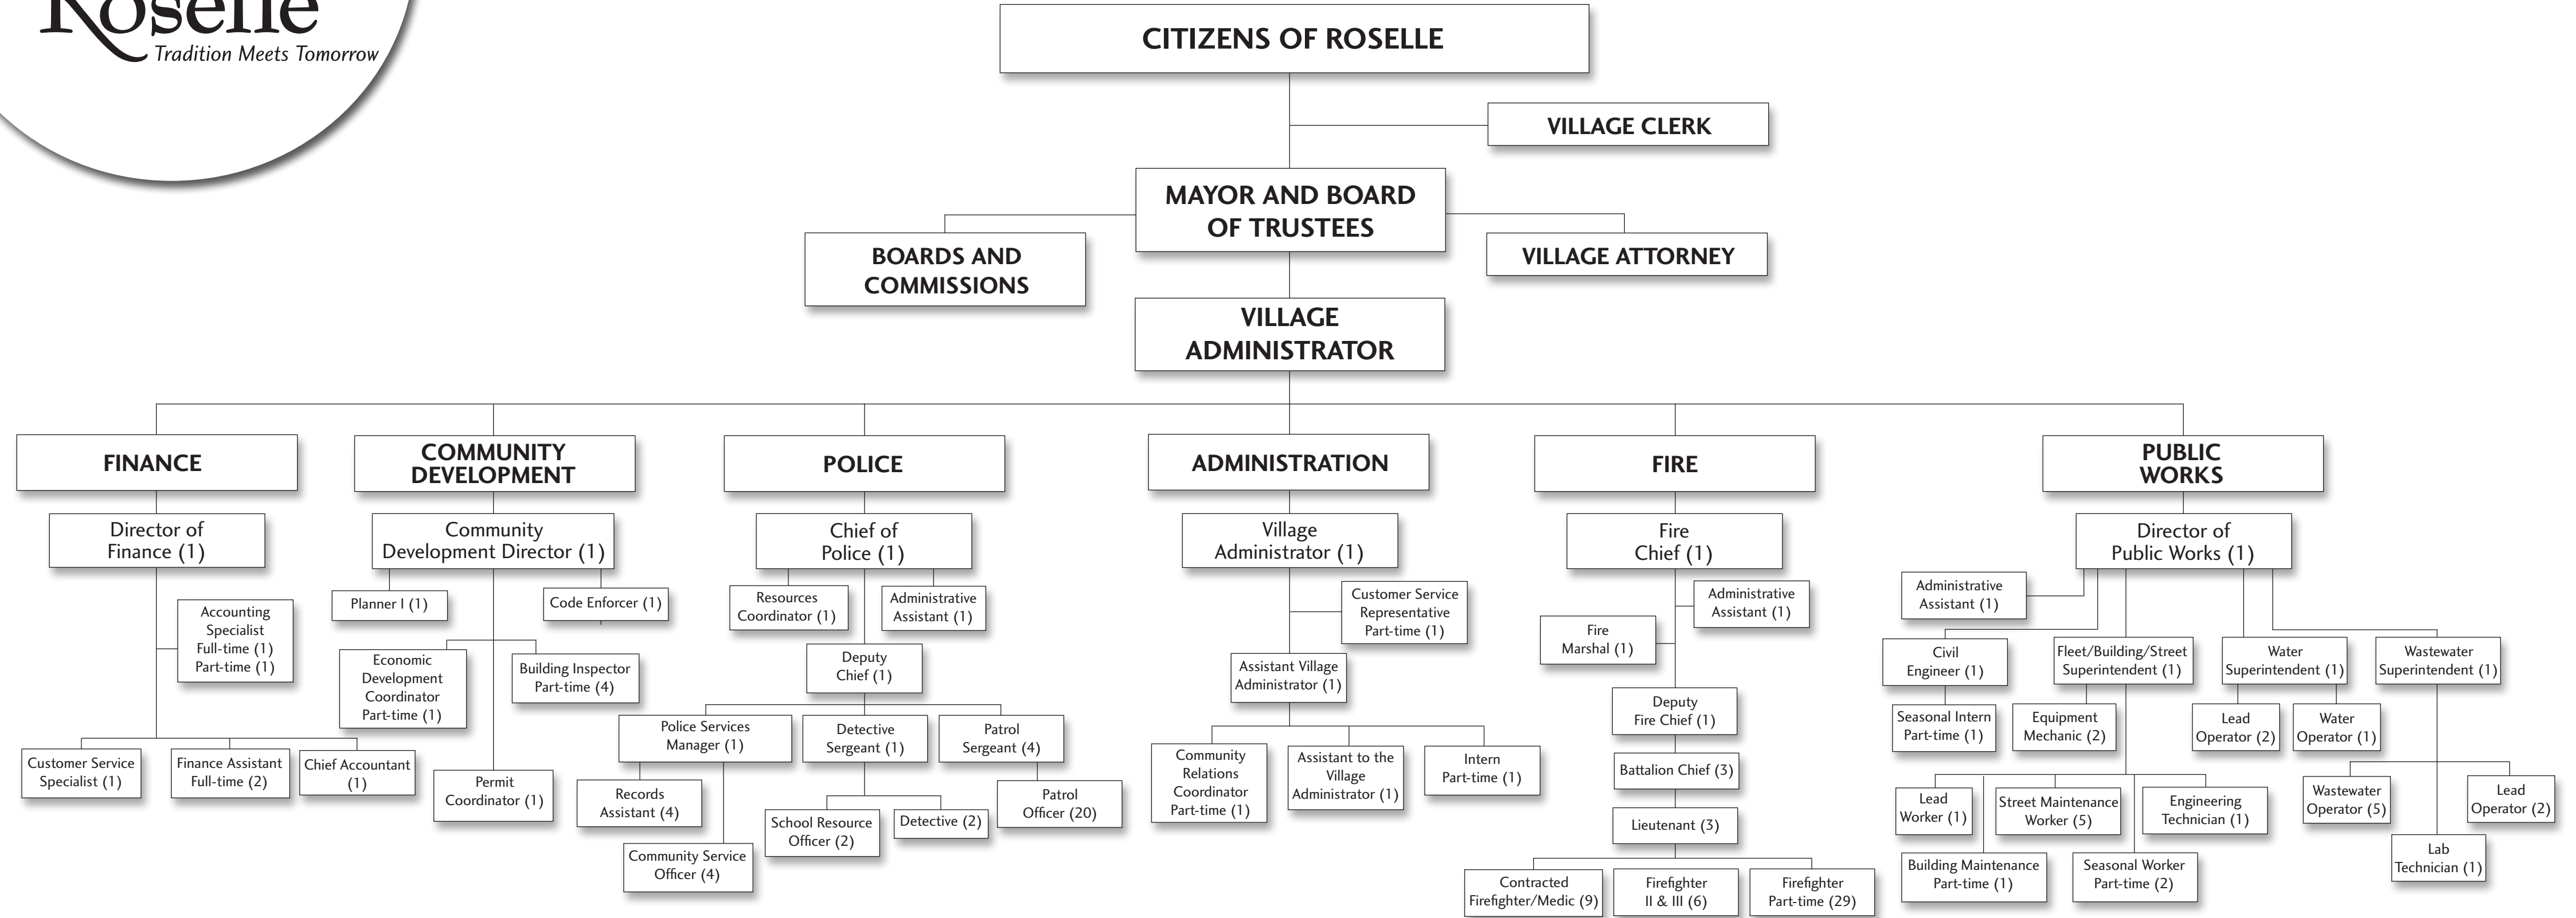 Roselle
Tradition Meets Tomorrow
CITIZENS OF ROSELLE
VILLAGE CLERK
MAYOR AND BOARD
OF TRUSTEES
BOARDS AND
COMMISSIONS
VILLAGE ATTORNEY
VILLAGE
ADMINISTRATOR
FINANCE
Director of
Finance (1)
Accounting
Specialist
Full-time (1)
Part-time (1)
Customer Service
Specialist (1)
Finance Assistant
Full-time (2)
Chief Accountant
(1)
COMMUNITY
DEVELOPMENT
Community
Development Director (1)
Planner I (1)
Code Enforcer (1)
Economic
Development
Coordinator
Part-time (1)
Building Inspector
Part-time (4)
Permit
Coordinator (1)
POLICE
Chief of
Police (1)
Resources
Coordinator (1)
Administrative
Assistant (1)
Deputy
Chief (1)
Police Services
Manager (1)
Detective
Sergeant (1)
Patrol
Sergeant (4)
Records
Assistant (4)
Community Service
Officer (4)
School Resource
Officer (2)
Detective (2)
Patrol
Officer (20)
ADMINISTRATION
Village
Administrator (1)
Customer Service
Representative
Part-time (1)
Assistant Village
Administrator (1)
Community
Relations
Coordinator
Part-time (1)
Assistant to the
Village
Administrator (1)
Intern
Part-time (1)
FIRE
Fire
Chief (1)
Administrative
Assistant (1)
Fire
Marshal (1)
Deputy
Fire Chief (1)
Battalion Chief (3)
Lieutenant (3)
Contracted
Firefighter/Medic (9)
Firefighter
II & III (6)
Firefighter
Part-time (29)
PUBLIC
WORKS
Director of
Public Works (1)
Administrative
Assistant (1)
Civil
Engineer (1)
Fleet/Building/Street
Superintendent (1)
Water
Superintendent (1)
Wastewater
Superintendent (1)
Seasonal Intern
Part-time (1)
Equipment
Mechanic (2)
Lead
Operator (2)
Water
Operator (1)
Lead
Worker (1)
Street Maintenance
Worker (5)
Engineering
Technician (1)
Wastewater
Operator (5)
Lead
Operator (2)
Building Maintenance
Part-time (1)
Seasonal Worker
Part-time (2)
Lab
Technician (1)